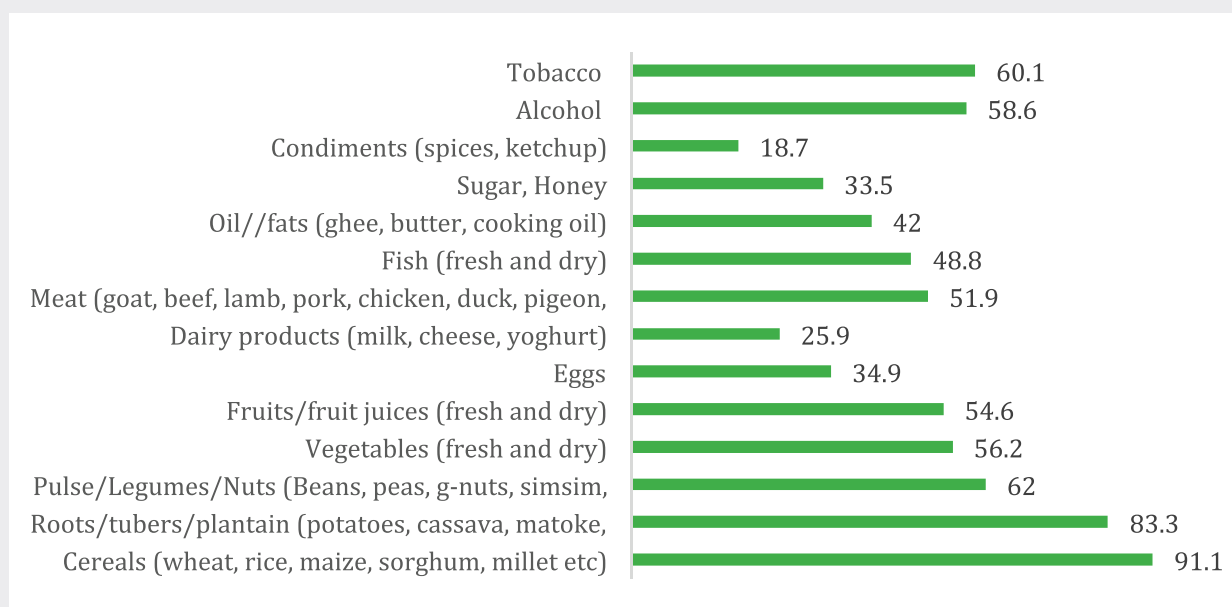 Tobacco 60.1
Alcohol 58.6
Condiments (spices, ketchup) 18.7
Sugar, Honey 33.5
Oil//fats (ghee, butter, cooking oil) 42
Fish (fresh and dry) 48.8
Meat (goat, beef, lamb, pork, chicken, duck, pigeon, 51.9
Dairy products (milk, cheese, yoghurt) 25.9
Eggs 34.9
Fruits/fruit juices (fresh and dry) 54.6
Vegetables (fresh and dry) 56.2
Pulse/Legumes/Nuts (Beans, peas, g-nuts, simsim, 62
Roots/tubers/plantain (potatoes, cassava, matoke, 83.3
Cereals (wheat, rice, maize, sorghum, millet etc) 91.1